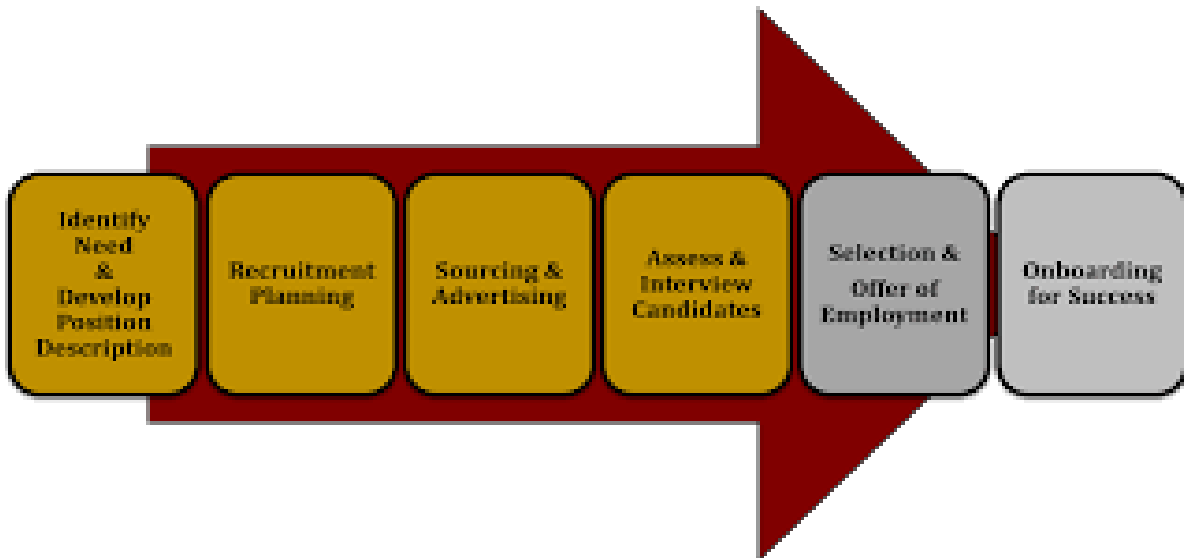 Identify
Need
&
Develop
Position
Description
Recruitment
Planning
Sourcing &
Advertising
Assess &
Interview
Candidates
Selection &
Offer of
Employment
Onboarding
for Success